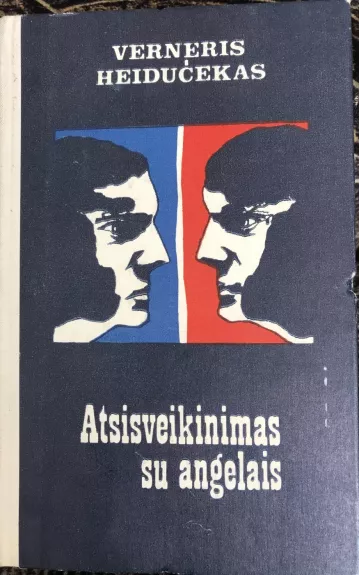 VERNERIS
HEIDUČEKAS
Atsisveikinimas
su angelais